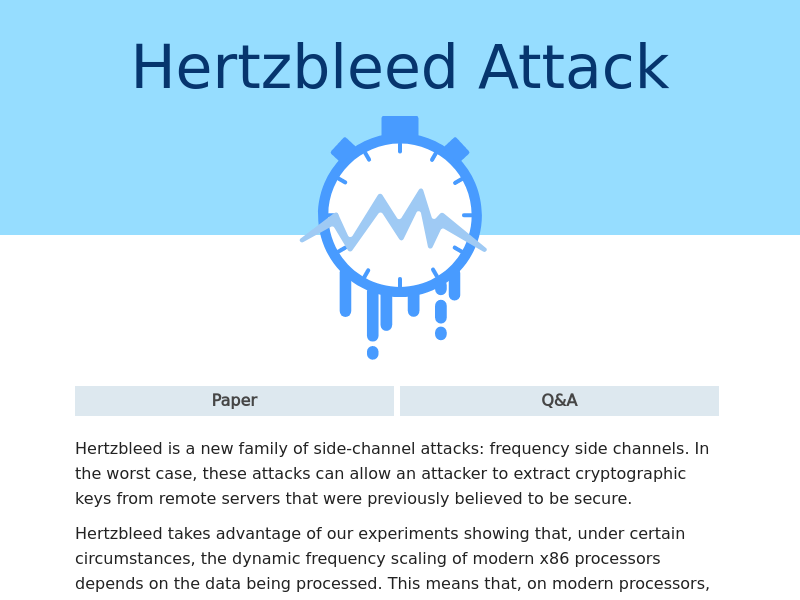 Hertzbleed Attack
Paper
Q&A
Hertzbleed is a new family of side-channel attacks: frequency side channels. In
the worst case, these attacks can allow an attacker to extract cryptographic
keys from remote servers that were previously believed to be secure.
Hertzbleed takes advantage of our experiments showing that, under certain
circumstances, the dynamic frequency scaling of modern x86 processors
depends on the data being processed. This means that, on modern processors,